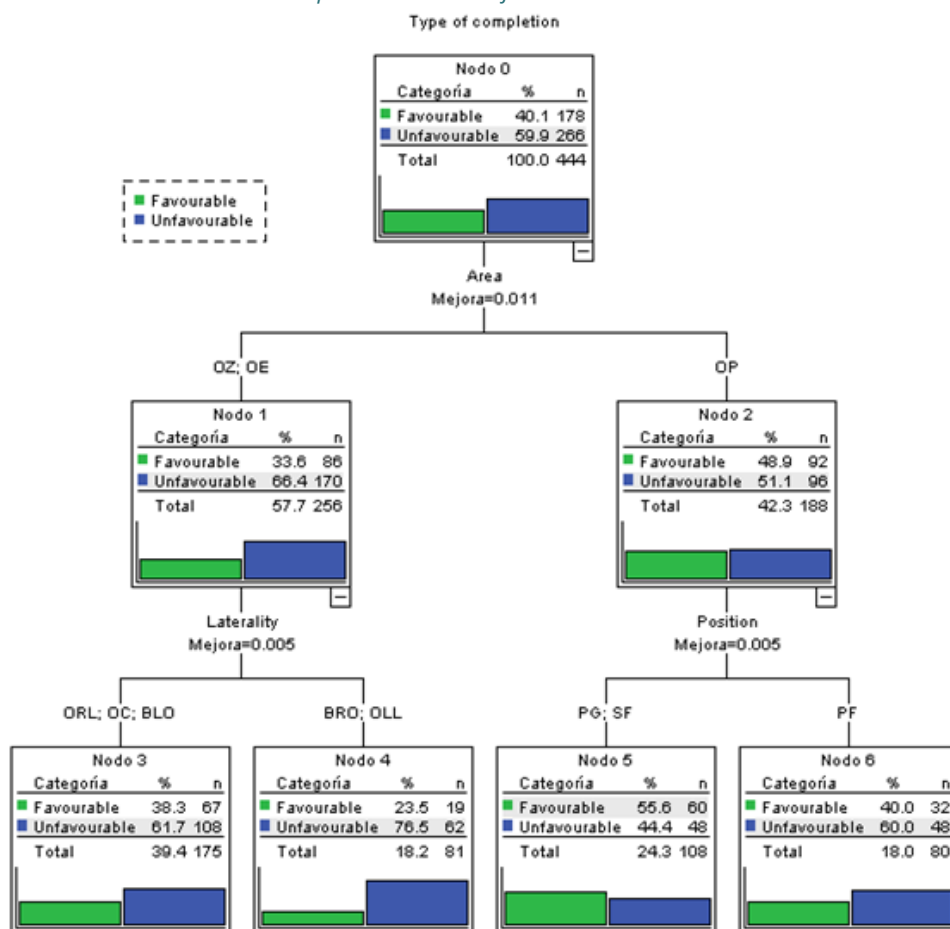 Type of completion
Nodo 0
Categoría % n
Favourable 40.1 178
Unfavourable 59.9 266
Total 100.0 444
Favourable
Unfavourable
Area
Mejora=0.011
OZ; OE
OP
Nodo 1
Categoría % n
Favourable 33.6 86
Unfavourable 66.4 170
Total 57.7 256
Nodo 2
Categoría % n
Favourable 48.9 92
Unfavourable 51.1 96
Total 42.3 188
Laterality
Mejora=0.005
Position
Mejora=0.005
ORL; OC; BLO
BRO; OLL
PG; SF
PF
Nodo 3
Categoría % n
Favourable 38.3 67
Unfavourable 61.7 108
Total 39.4 175
Nodo 4
Categoría % n
Favourable 23.5 19
Unfavourable 76.5 62
Total 18.2 81
Nodo 5
Categoría % n
Favourable 55.6 60
Unfavourable 44.4 48
Total 24.3 108
Nodo 6
Categoría % n
Favourable 40.0 32
Unfavourable 60.0 48
Total 18.0 80